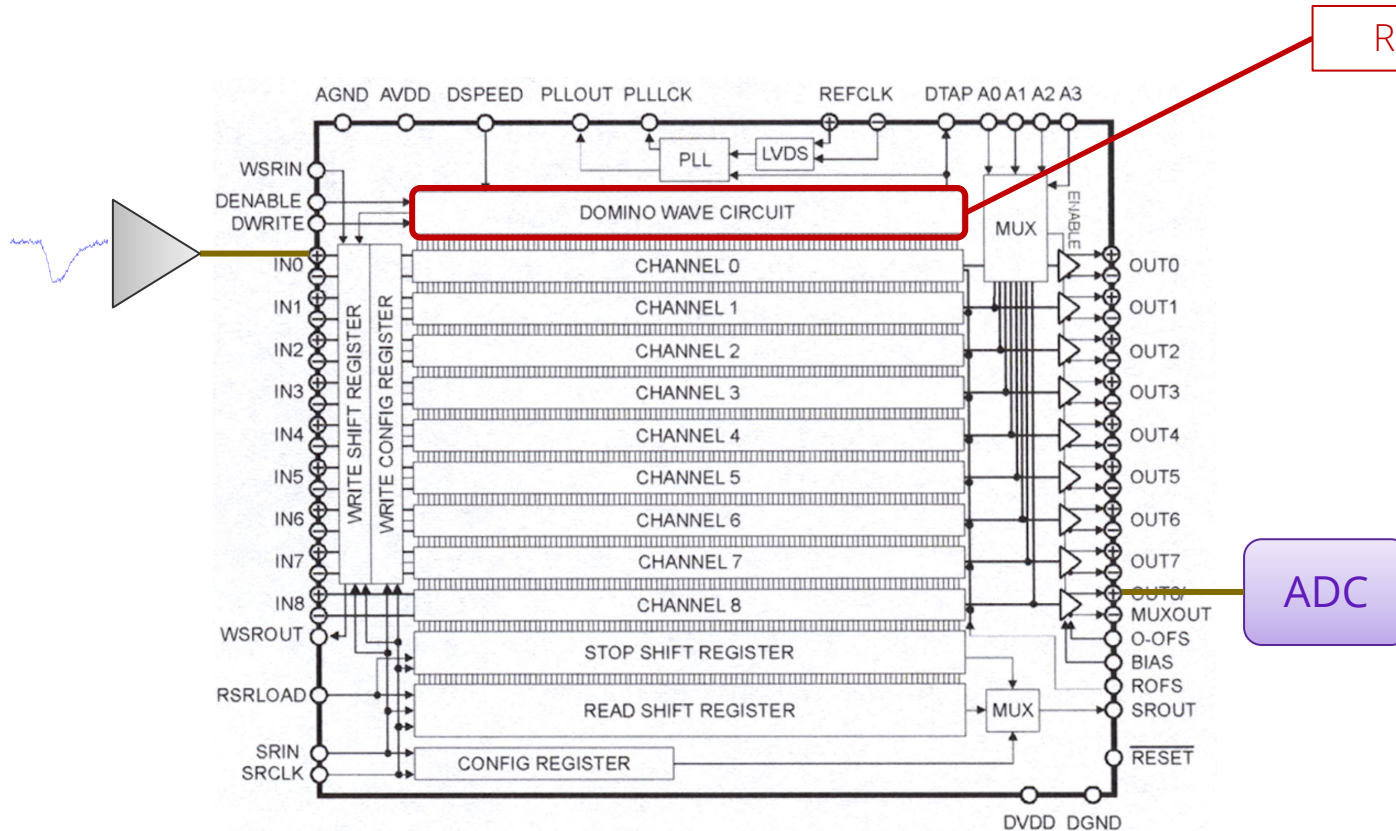 R
AGND AVDD DSPEED PLLOUT PLLLCK REFCLK DTAP A0 A1 A2 A3
PLL
LVDS
WSRIN
DENABLE
DWRITE
DOMINO WAVE CIRCUIT
MUX
ENABLE
IN0
CHANNEL 0
OUT0
IN1
CHANNEL 1
OUT1
IN2
CHANNEL 2
OUT2
IN3
CHANNEL 3
OUT3
IN4
CHANNEL 4
OUT4
IN5
CHANNEL 5
OUT5
IN6
CHANNEL 6
OUT6
IN7
CHANNEL 7
OUT7
IN8
CHANNEL 8
OUT8/
MUXOUT
WRITE SHIFT REGISTER
WRITE CONFIG REGISTER
ADC
WSROUT
STOP SHIFT REGISTER
O-OFS
BIAS
RSRLOAD
READ SHIFT REGISTER
MUX
ROFS
SROUT
SRIN
SRCLK
CONFIG REGISTER
RESET
DVDD DGND